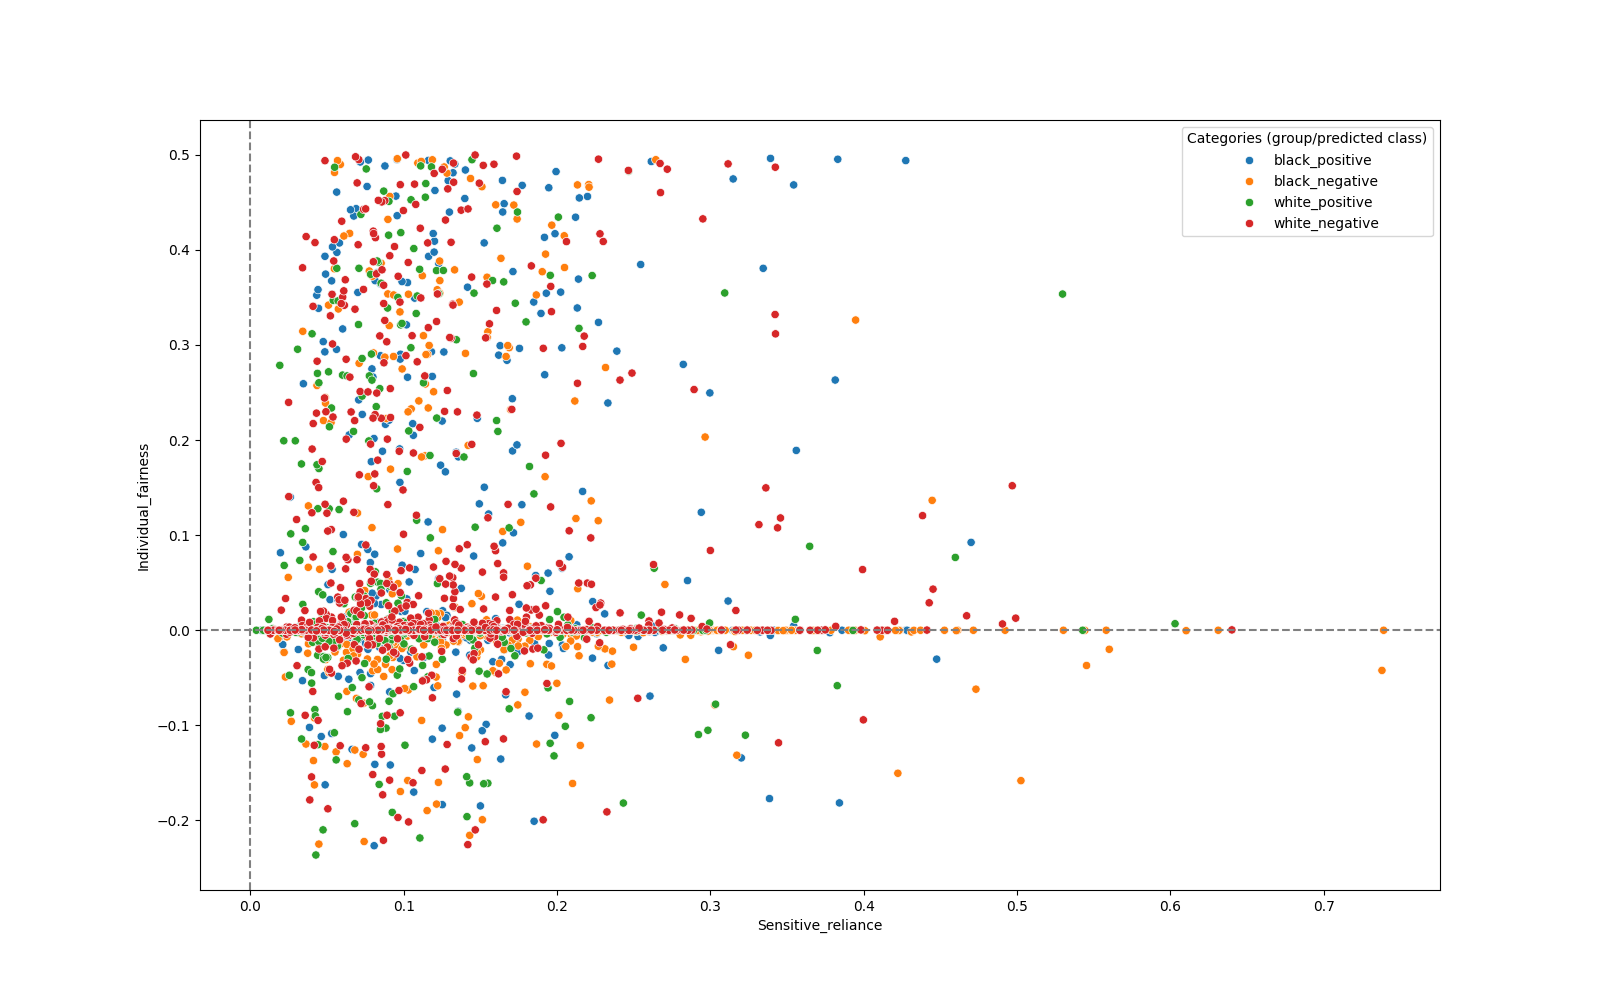 Categories (group/predicted class)
black_positive
black_negative
white_positive
white_negative
Individual_fairness
0.5
0.4
0.3
0.2
0.1
0.0
−0.1
−0.2
0.0 0.1 0.2 0.3 0.4 0.5 0.6 0.7
Sensitive_reliance